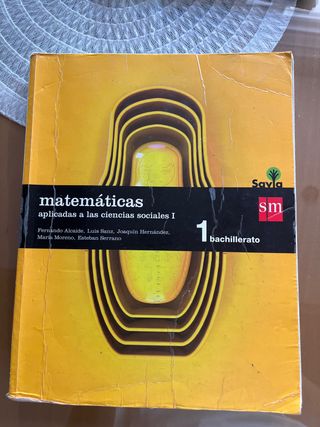 Savia
sm
matemáticas
aplicadas a las ciencias sociales I
Fernando Alcaide, Luis Sanz, Joaquín Hernández,
María Moreno, Esteban Serrano
1 bachillerato